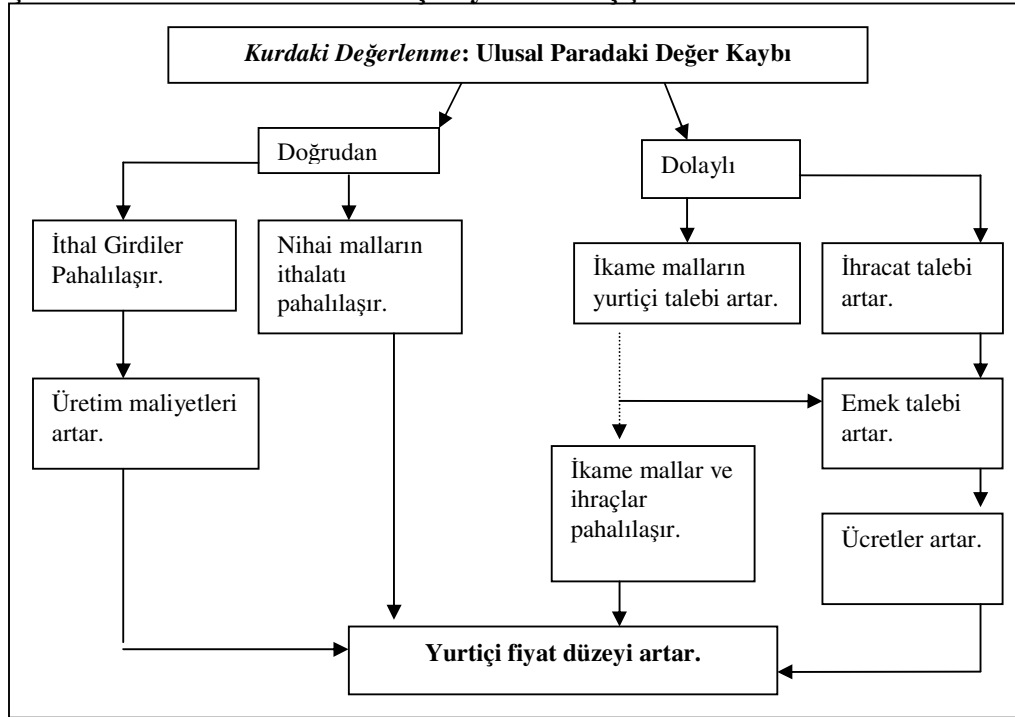 Kurdaki Değerlenme: Ulusal Paradaki Değer Kaybı
Doğrudan
Dolaylı
İthal Girdiler
Pahalılaşır.
Nihai malların
ithalatı
pahalılaşır.
İkame malların
yurtiçi talebi artar.
İhracat talebi
artar.
Üretim maliyetleri
artar.
Emek talebi
artar.
İkame mallar ve
ihraçlar
pahalılaşır.
Ücretler artar.
Yurtiçi fiyat düzeyi artar.